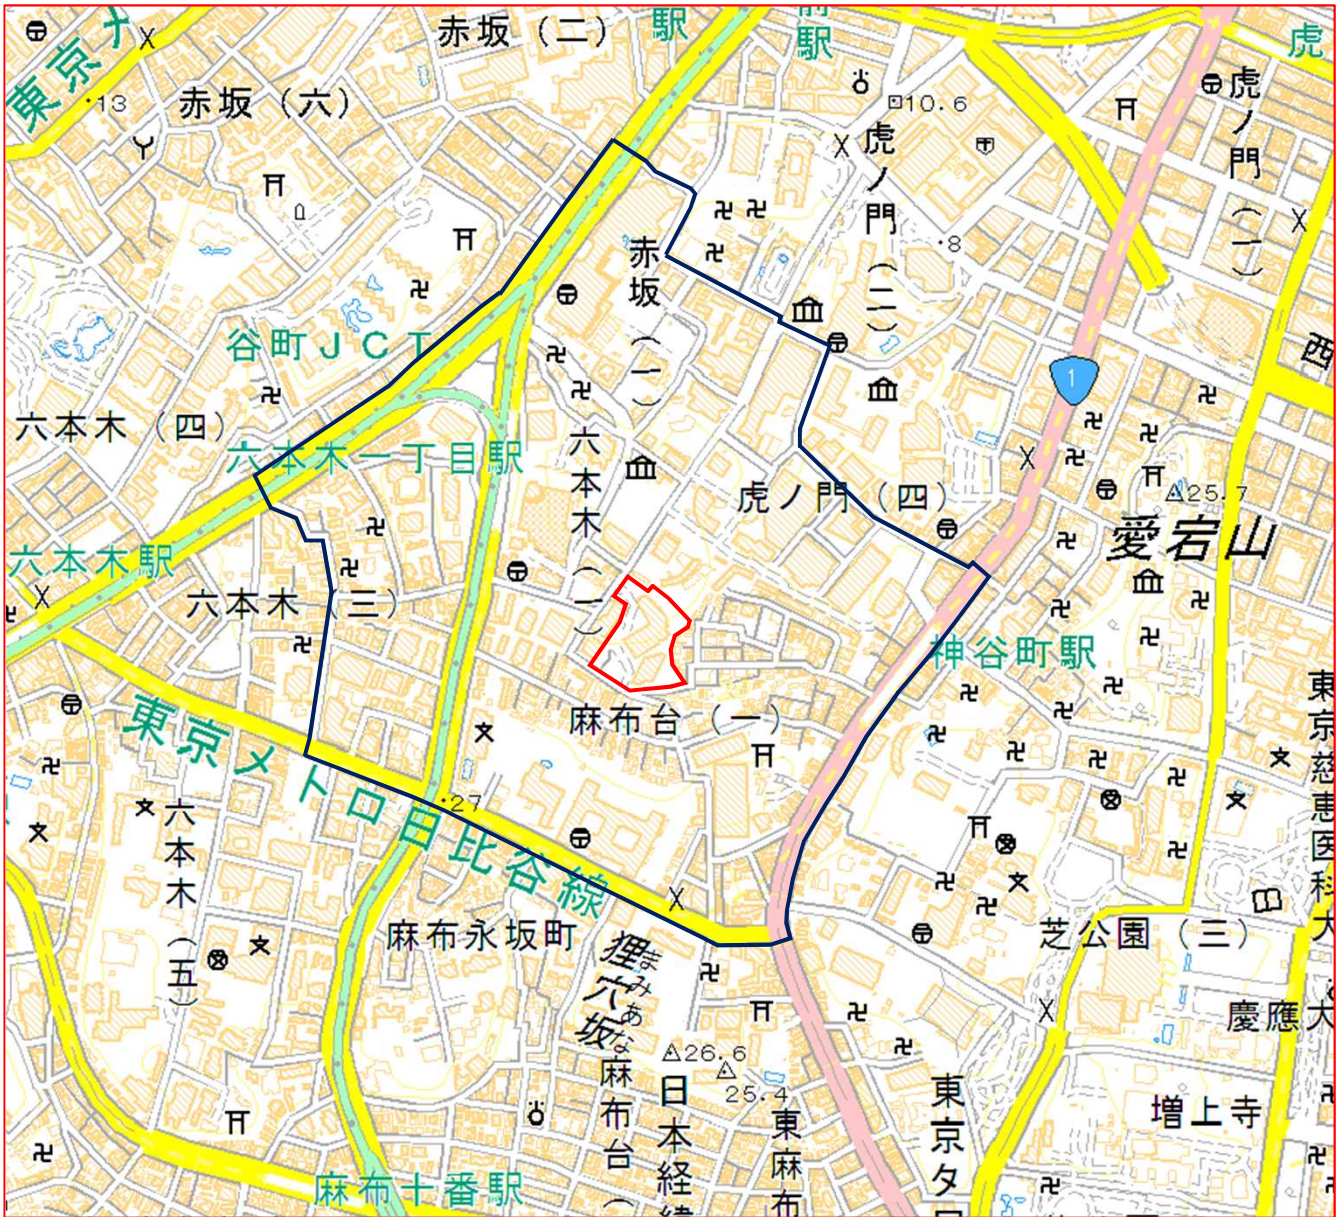 赤坂(二)
駅
前駅
虎
東京メ
・13
赤坂(六)
10.6
虎ノ門(二)
虎ノ門(一)
・8
赤坂(一)
谷町JCT
1
西
六本木(四)
六本木一丁目駅
六本木(一)
虎ノ門(四)
25.7
愛宕山
六本木駅
六本木(三)
神谷町駅
麻布台(一)
東京メトロ日比谷線
・27
東京慈恵医科大
六本木(五)
麻布永坂町
狸穴坂
まみあな
芝公園(三)
慶應大
26.6
25.4
麻布台(
日本経緯
東麻布
東京タ
増上寺
麻布十番駅